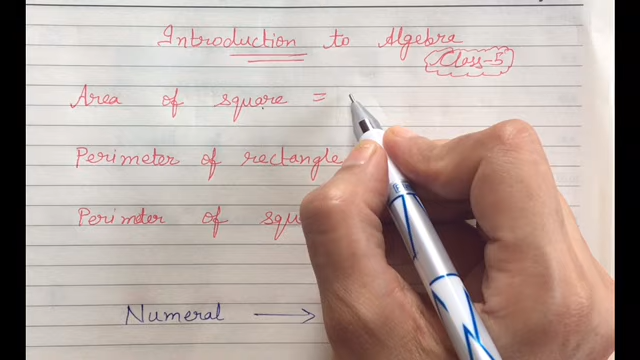 Introduction to Algebra
Class-5
Area of square =
Perimeter of rectangle
Perimeter of squ
Numeral →